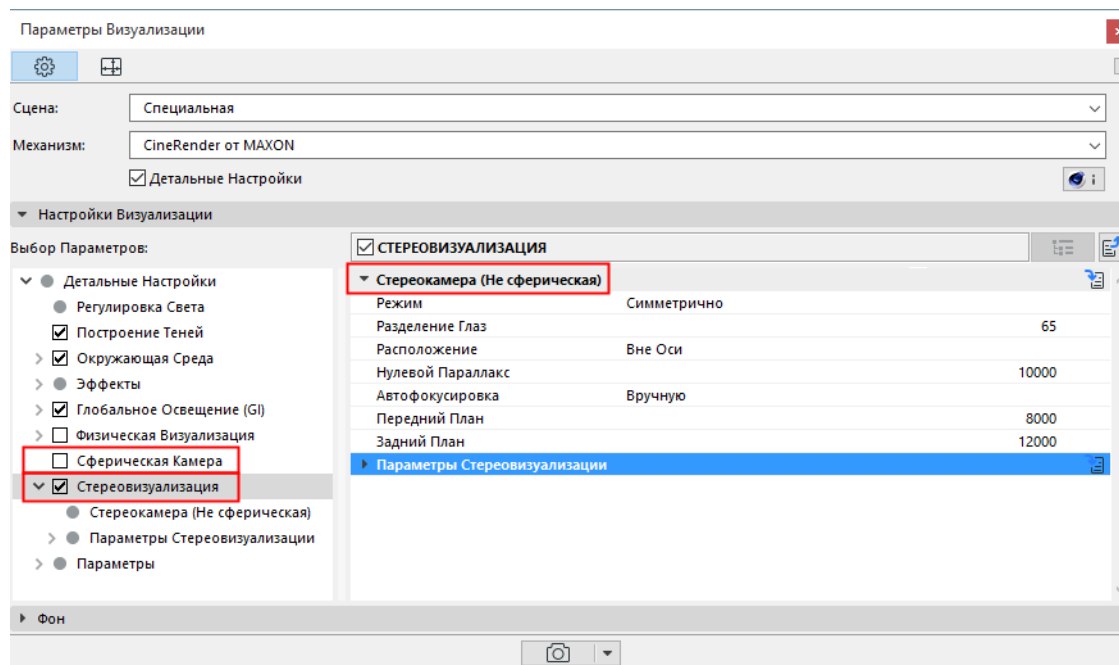 Параметры Визуализации
Сцена: Специальная
Механизм: CineRender от MAXON
Детальные Настройки
i
Настройки Визуализации
Выбор Параметров:
Детальные Настройки
Регулировка Света
Построение Теней
Окружающая Среда
Эффекты
Глобальное Освещение (GI)
Физическая Визуализация
Сферическая Камера
Стереовизуализация
Стереокамера (Не сферическая)
Параметры Стереовизуализации
Параметры
СТЕРЕОВИЗУАЛИЗАЦИЯ
Стереокамера (Не сферическая)
Режим Симметрично
Разделение Глаз 65
Расположение Вне Оси
Нулевой Параллакс 10000
Автофокусировка Вручную
Передний План 8000
Задний План 12000
Параметры Стереовизуализации
Фон